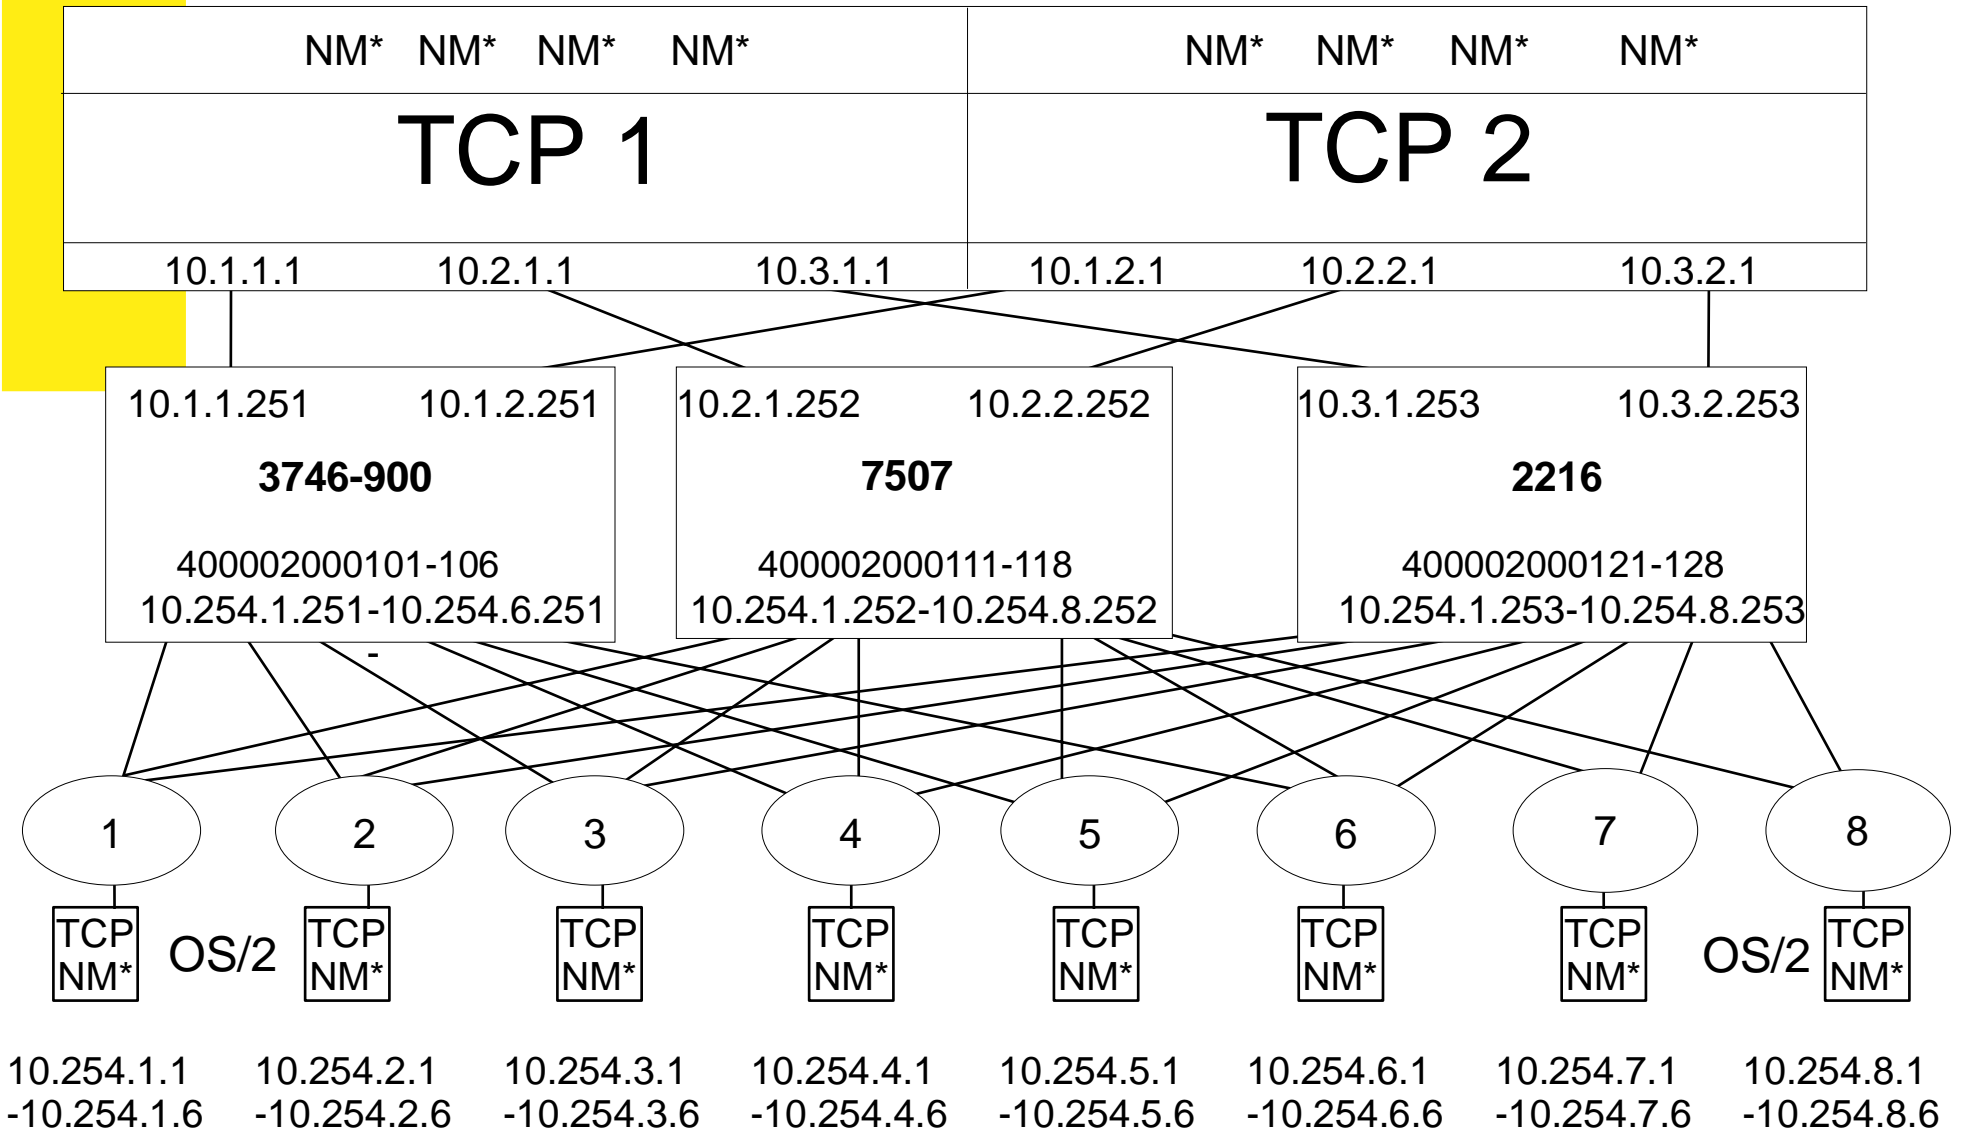 NM* NM* NM* NM* NM* NM* NM* NM*
TCP 1 TCP 2
10.1.1.1 10.2.1.1 10.3.1.1 10.1.2.1 10.2.2.1 10.3.2.1
10.1.1.251 10.1.2.251 10.2.1.252 10.2.2.252 10.3.1.253 10.3.2.253
3746-900 7507 2216
400002000101-106 400002000111-118 400002000121-128
10.254.1.251-10.254.6.251 10.254.1.252-10.254.8.252 10.254.1.253-10.254.8.253
-
1 2 3 4 5 6 7 8
TCP TCP TCP TCP TCP TCP TCP TCP
OS/2 OS/2
NM* NM* NM* NM* NM* NM* NM* NM*
10.254.1.1 10.254.2.1 10.254.3.1 10.254.4.1 10.254.5.1 10.254.6.1 10.254.7.1 10.254.8.1
-10.254.1.6 -10.254.2.6 -10.254.3.6 -10.254.4.6 -10.254.5.6 -10.254.6.6 -10.254.7.6 -10.254.8.6